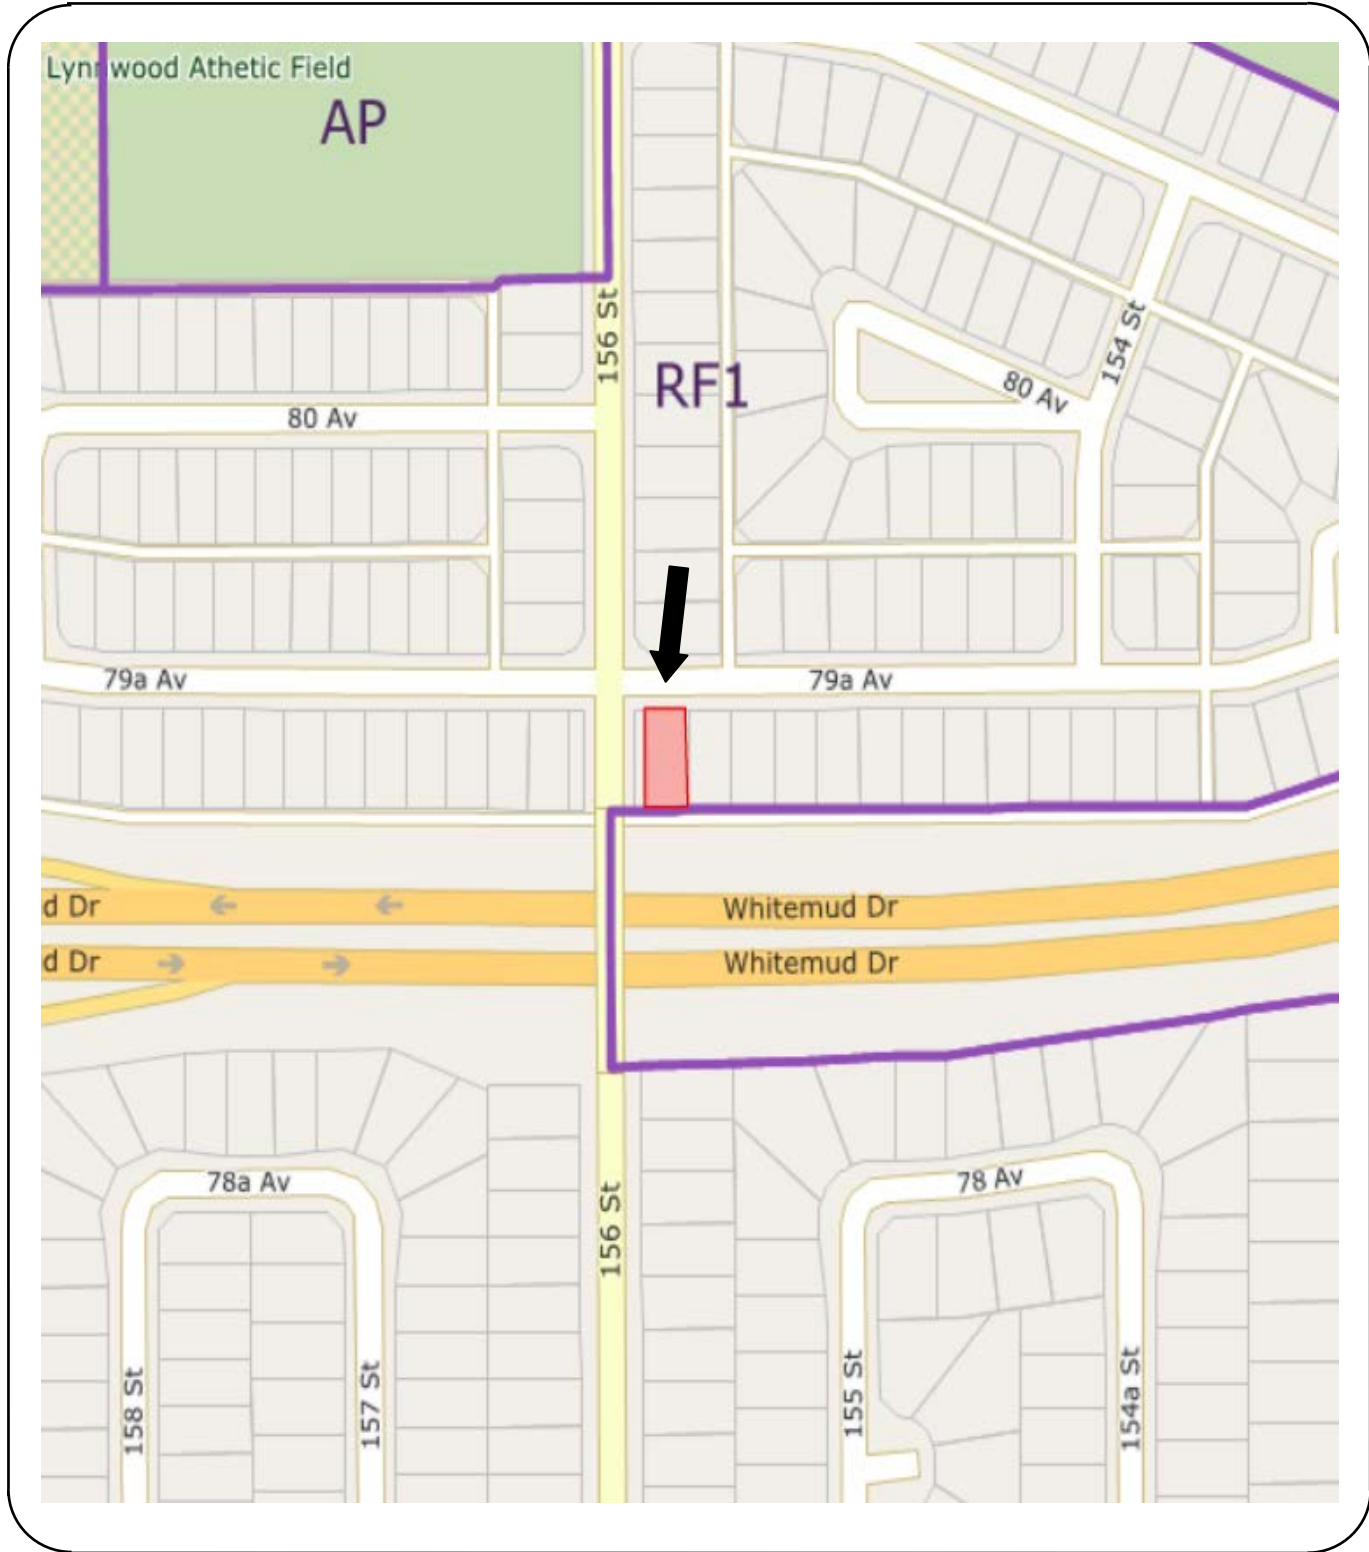 Lynnwood Athetic Field
AP
156 St
RF1
154 St
80 Av
80 Av
79a Av
79a Av
d Dr
Whitemud Dr
d Dr
Whitemud Dr
78a Av
78 Av
156 St
158 St
157 St
155 St
154a St